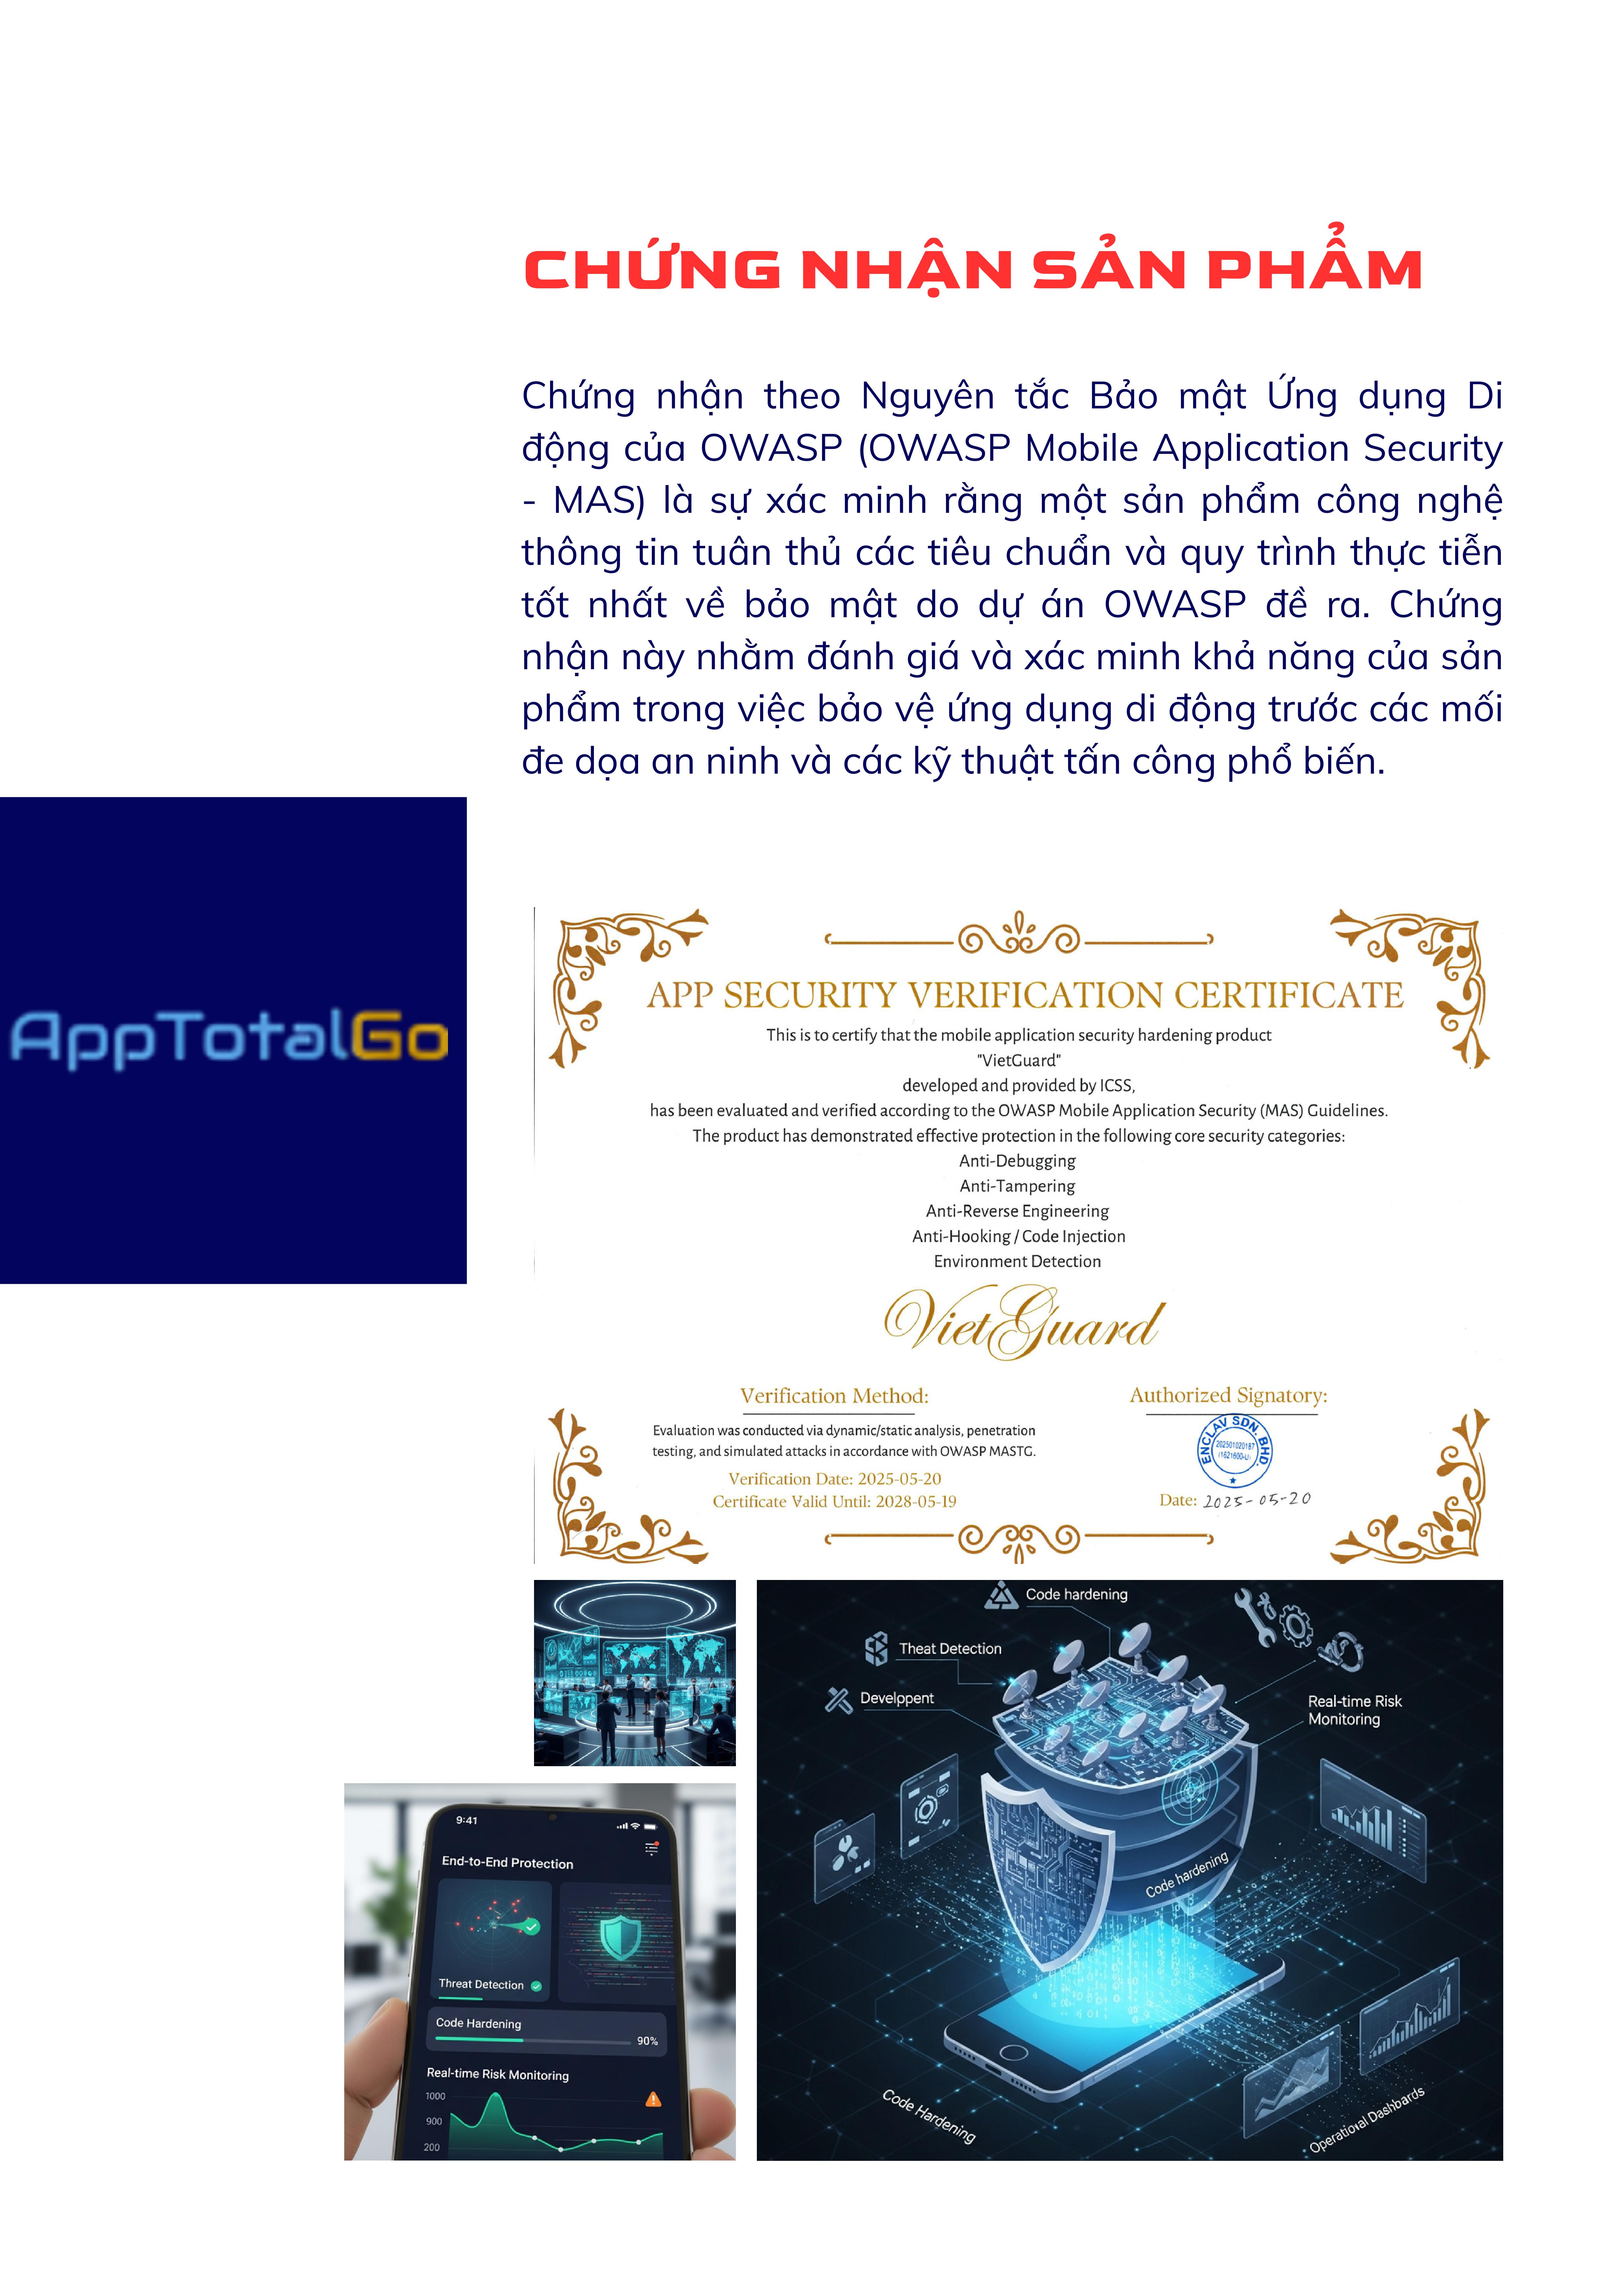 CHỨNG NHẬN SẢN PHẨM
Chứng nhận theo Nguyên tắc Bảo mật Ứng dụng Di
động của OWASP (OWASP Mobile Application Security
- MAS) là sự xác minh rằng một sản phẩm công nghệ
thông tin tuân thủ các tiêu chuẩn và quy trình thực tiễn
tốt nhất về bảo mật do dự án OWASP đề ra. Chứng
nhận này nhằm đánh giá và xác minh khả năng của sản
phẩm trong việc bảo vệ ứng dụng di động trước các mối
đe dọa an ninh và các kỹ thuật tấn công phổ biến.
AppTotalGo
APP SECURITY VERIFICATION CERTIFICATE
This is to certify that the mobile application security hardening product
"VietGuard"
developed and provided by ICSS,
has been evaluated and verified according to the OWASP Mobile Application Security (MAS) Guidelines.
The product has demonstrated effective protection in the following core security categories:
Anti-Debugging
Anti-Tampering
Anti-Reverse Engineering
Anti-Hooking / Code Injection
Environment Detection
VietGuard
Verification Method:
Evaluation was conducted via dynamic/static analysis, penetration
testing, and simulated attacks in accordance with OWASP MASTG.
Verification Date: 2025-05-20
Certificate Valid Until: 2028-05-19
Authorized Signatory:
ENCLAV SDN. BHD.
202501020187
(1621600-U)
Date: 2025-05-20
Code hardening
Theat Detection
Develppent
Real-time Risk
Monitoring
Code hardening
Code Hardening
Operational Dashbards
9:41
End-to-End Protection
Threat Detection
Code Hardening
90%
Real-time Risk Monitoring
1000
900
200